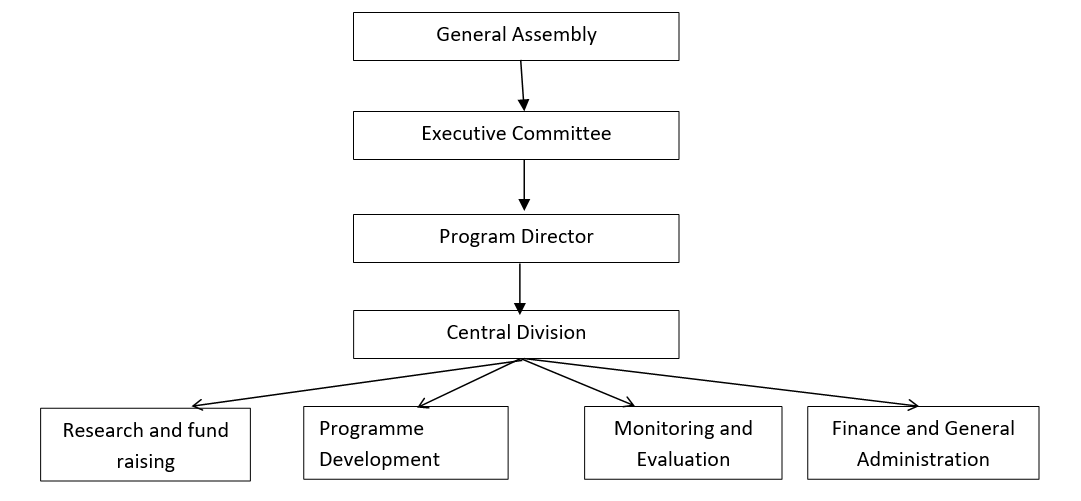 General Assembly
Executive Committee
Program Director
Central Division
Research and fund
raising
Programme
Development
Monitoring and
Evaluation
Finance and General
Administration